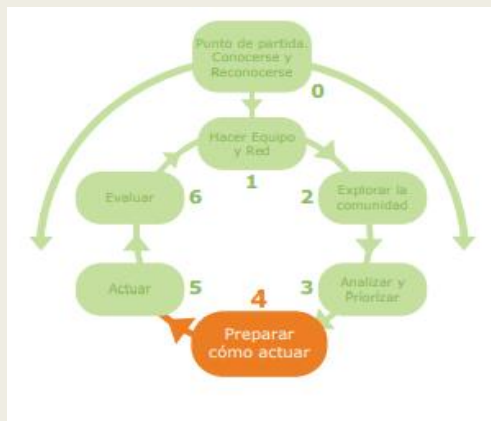 Punto de partida.
Conocerse y
Reconocerse
0
Hacer Equipo
y Red
1
2
Explorar la
comunidad
3
Analizar y
Priorizar
4
Preparar
cómo actuar
5
Actuar
6
Evaluar